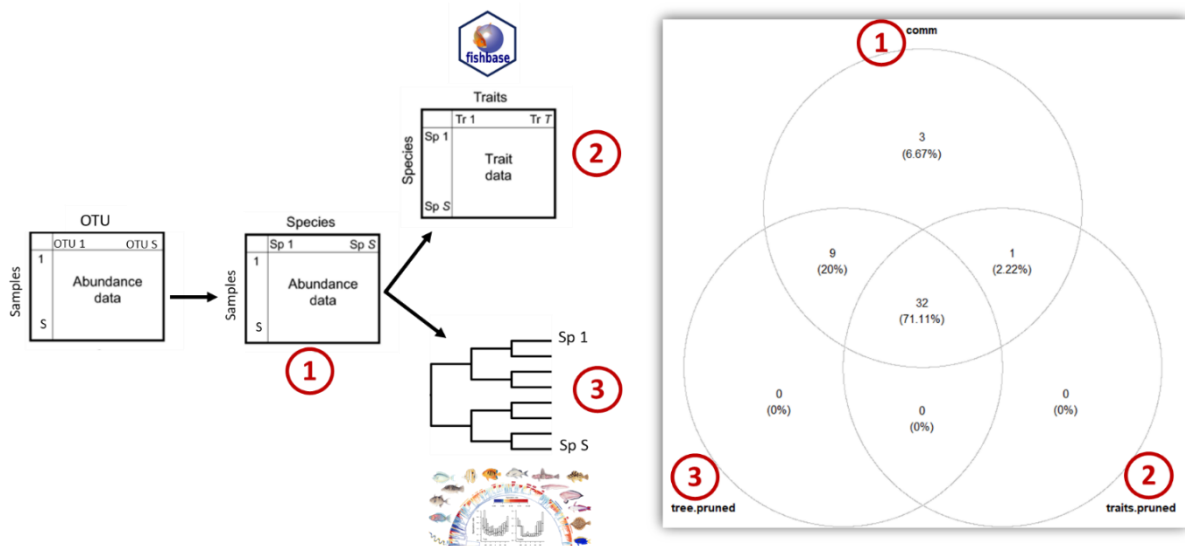 fishbase
Traits
Tr 1 Tr T
Species
Sp 1
Trait
data
Sp S
2
OTU
OTU 1 OTU S
Samples
1
Abundance
data
S
Species
Sp 1 Sp S
Samples
1
Abundance
data
S
1
Sp 1
3
Sp S
1
comm
3
(6.67%)
9
(20%)
1
(2.22%)
32
(71.11%)
0
(0%)
0
(0%)
0
(0%)
3
tree.pruned
2
traits.pruned